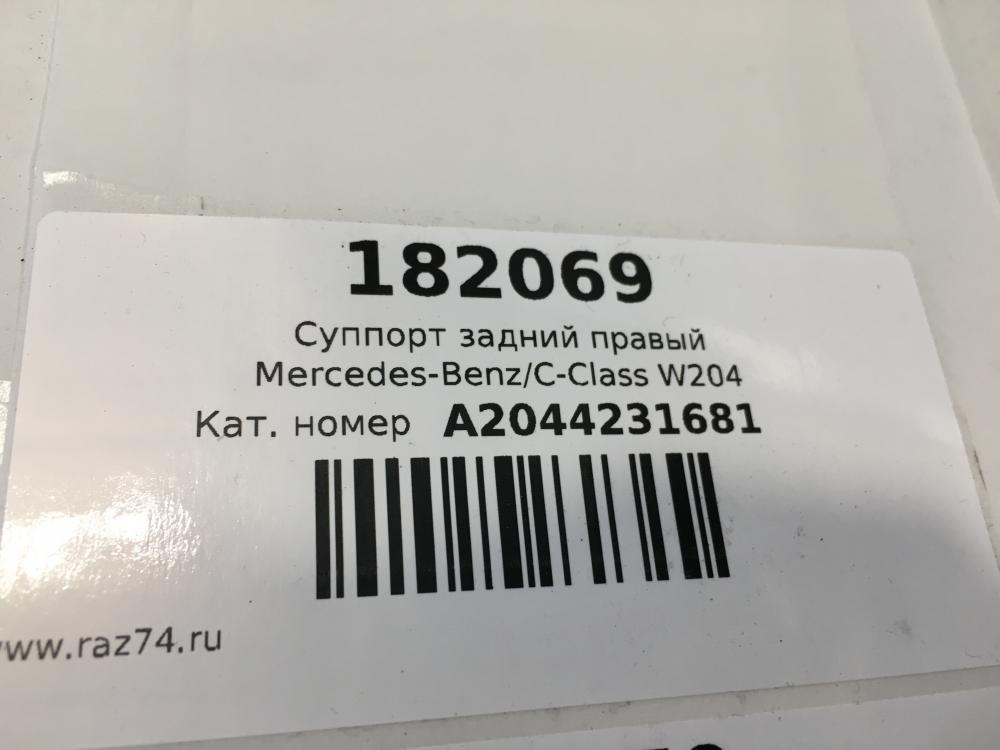 182069
Суппорт задний правый
Mercedes-Benz/C-Class W204
Кат. номер A2044231681
www.raz74.ru